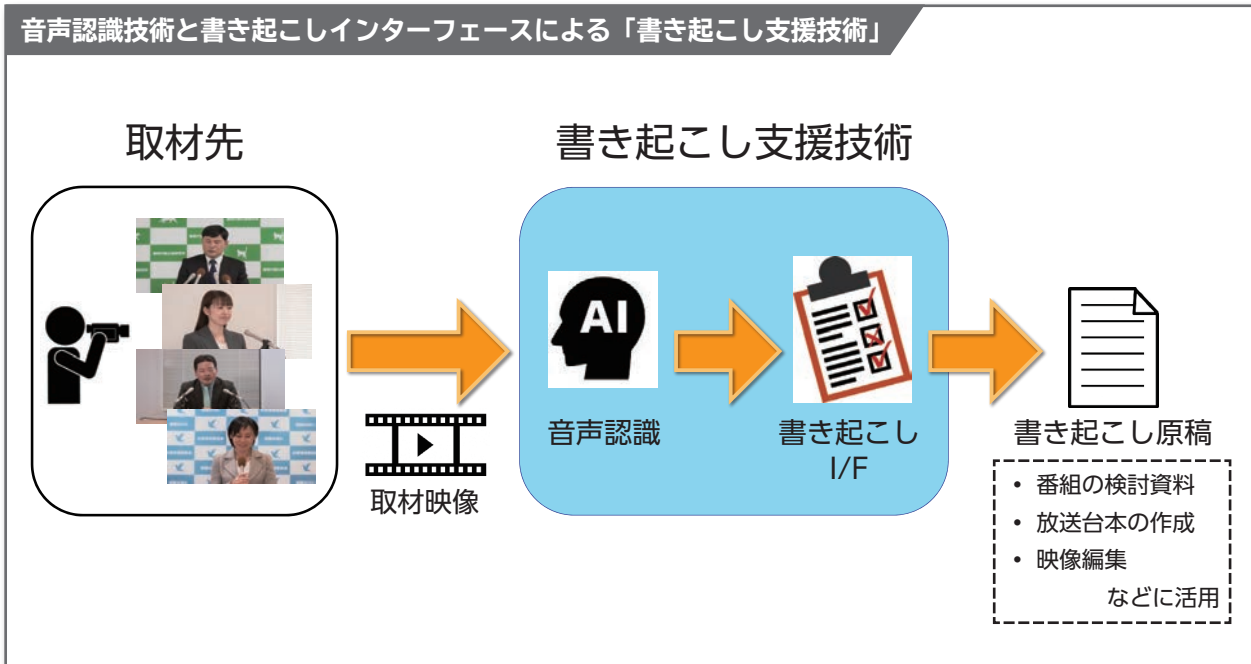 音声認識技術と書き起こしインターフェースによる「書き起こし支援技術」
取材先
書き起こし支援技術
AI
音声認識
書き起こし
I/F
取材映像
書き起こし原稿
• 番組の検討資料
• 放送台本の作成
• 映像編集
などに活用